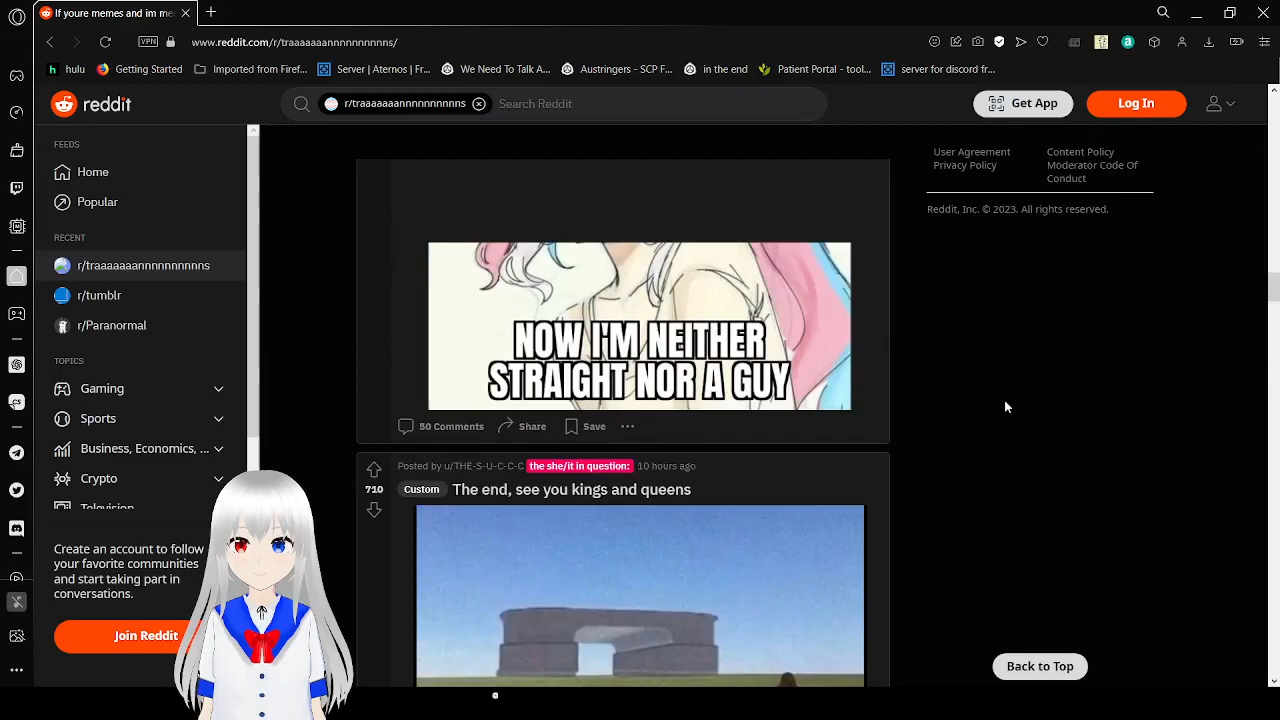 If youre memes and im me
www.reddit.com/r/traaaaaaannnnnnnnnns/
VPN
hulu
Getting Started
Imported from Firef...
Server | Aternos | Fr...
We Need To Talk A...
Austringers - SCP F...
in the end
Patient Portal - tool...
server for discord fr...
reddit
r/traaaaaaannnnnnnnnns
Search Reddit
Get App
Log In
FEEDS
Home
Popular
RECENT
r/traaaaaaannnnnnnnnns
r/tumblr
r/Paranormal
TOPICS
Gaming
Sports
Business, Economics, ...
Crypto
Television
Create an account to follow
your favorite communities
and start taking part in
conversations.
Join Reddit
NOW I'M NEITHER
STRAIGHT NOR A GUY
50 Comments
Share
Save
Posted by u/THE-S-U-C-C-C the she/it in question: 10 hours ago
710
Custom The end, see you kings and queens
User Agreement
Privacy Policy
Content Policy
Moderator Code Of
Conduct
Reddit, Inc. © 2023. All rights reserved.
Back to Top